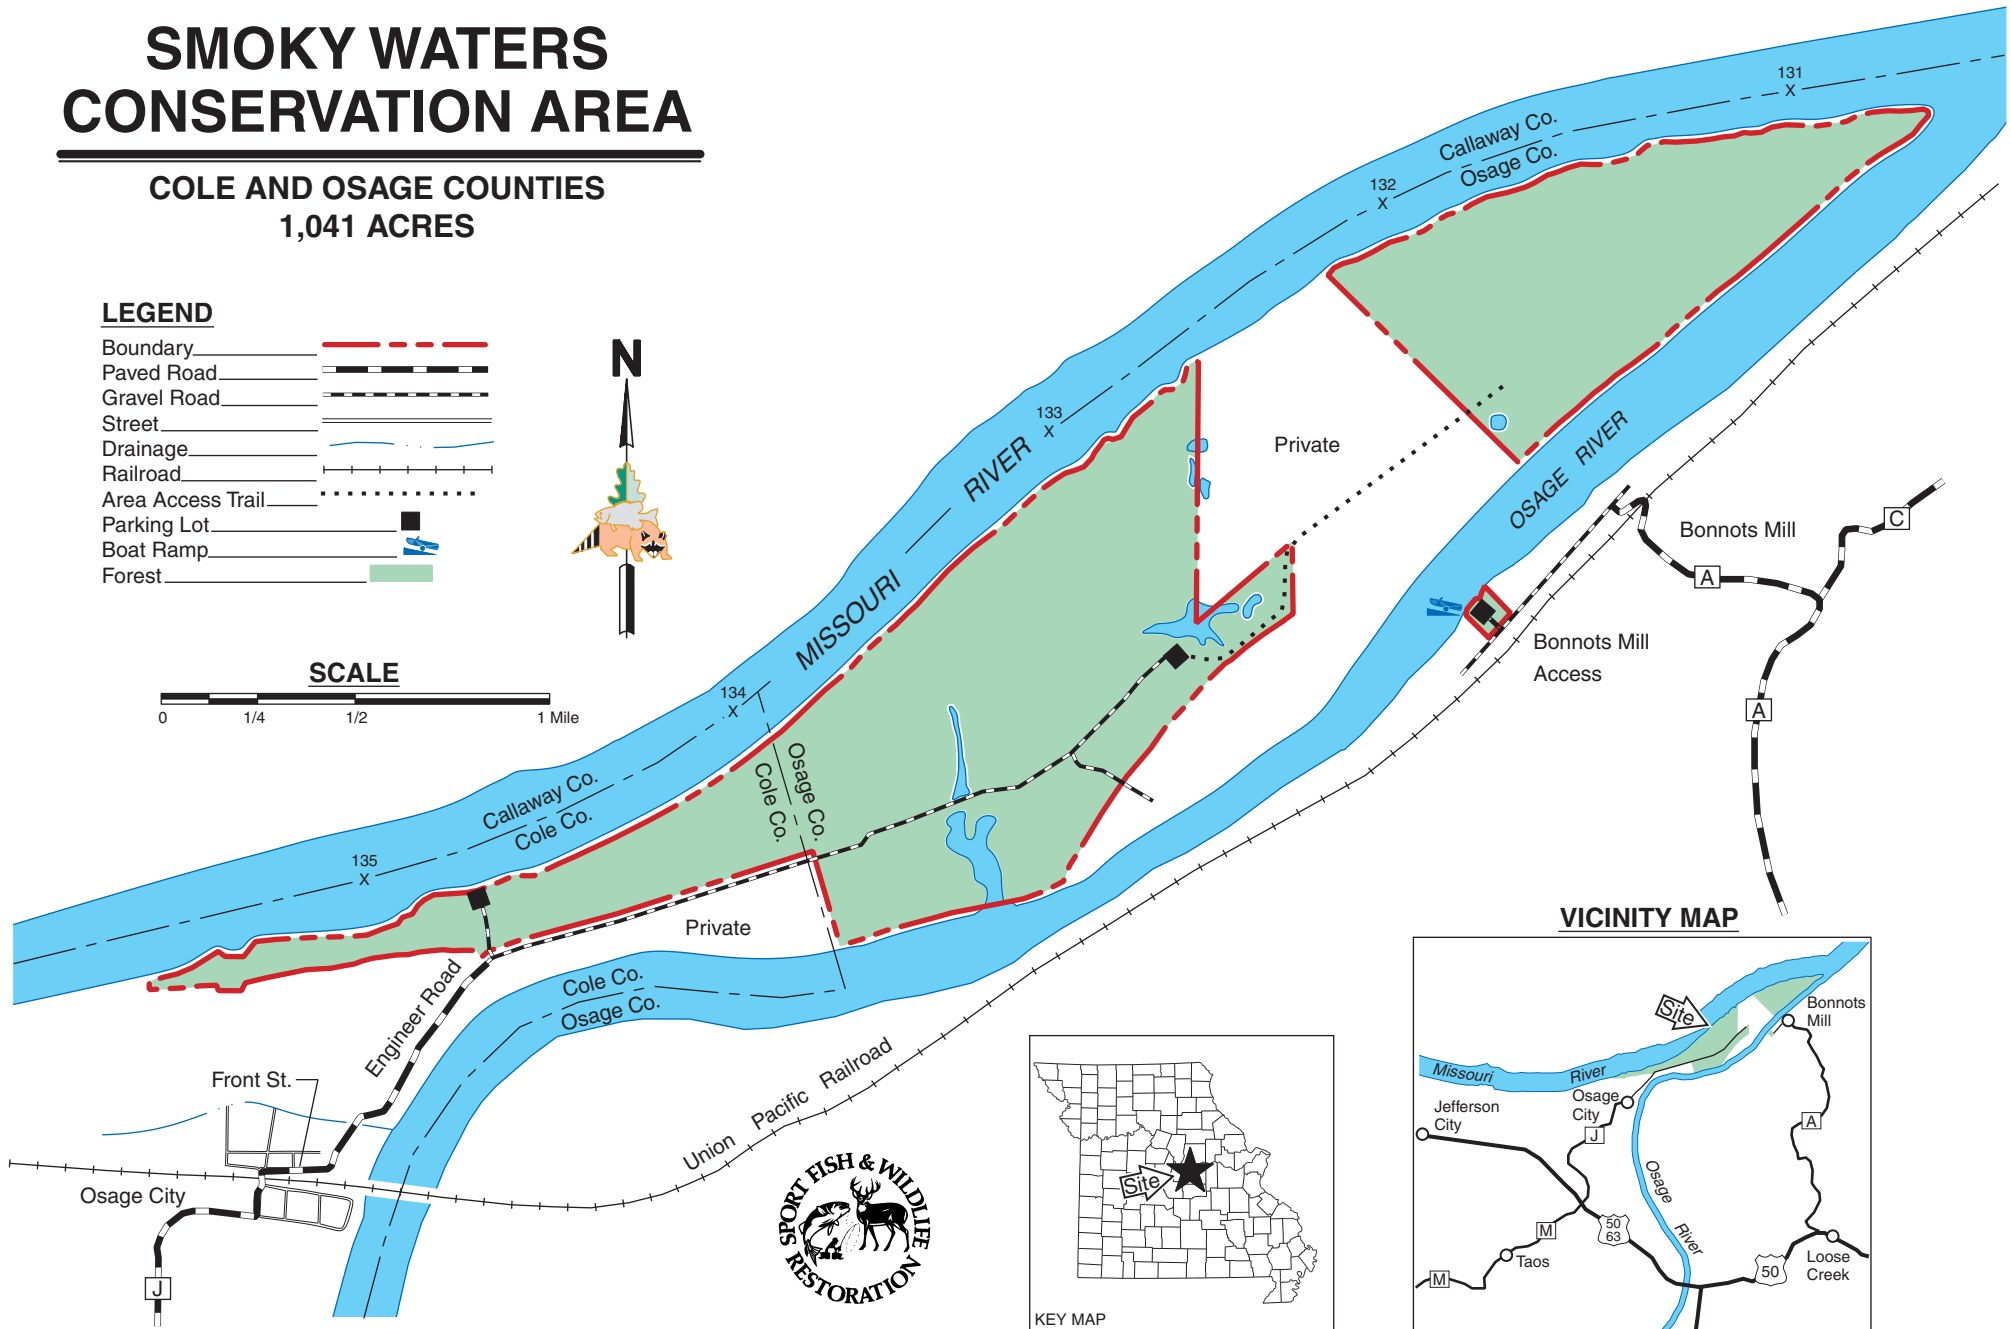 SMOKY WATERS
CONSERVATION AREA
COLE AND OSAGE COUNTIES
1,041 ACRES
LEGEND
Boundary
Paved Road
Gravel Road
Street
Drainage
Railroad
Area Access Trail
Parking Lot
Boat Ramp
Forest
N
SCALE
0 1/4 1/2 1 Mile
131
X
Callaway Co.
Osage Co.
132
X
133
X
MISSOURI RIVER
134
X
Callaway Co.
Cole Co.
135
X
Osage Co.
Cole Co.
Private
OSAGE RIVER
Bonnots Mill
C
A
A
Bonnots Mill
Access
Private
Cole Co.
Osage Co.
Engineer Road
Front St.
Osage City
J
Union Pacific Railroad
SPORT FISH & WILDLIFE
RESTORATION
Site
KEY MAP
VICINITY MAP
Site
Bonnots
Mill
Missouri River
Osage
City
Jefferson
City
J
A
Osage River
M
50
63
Taos
M
50
Loose
Creek